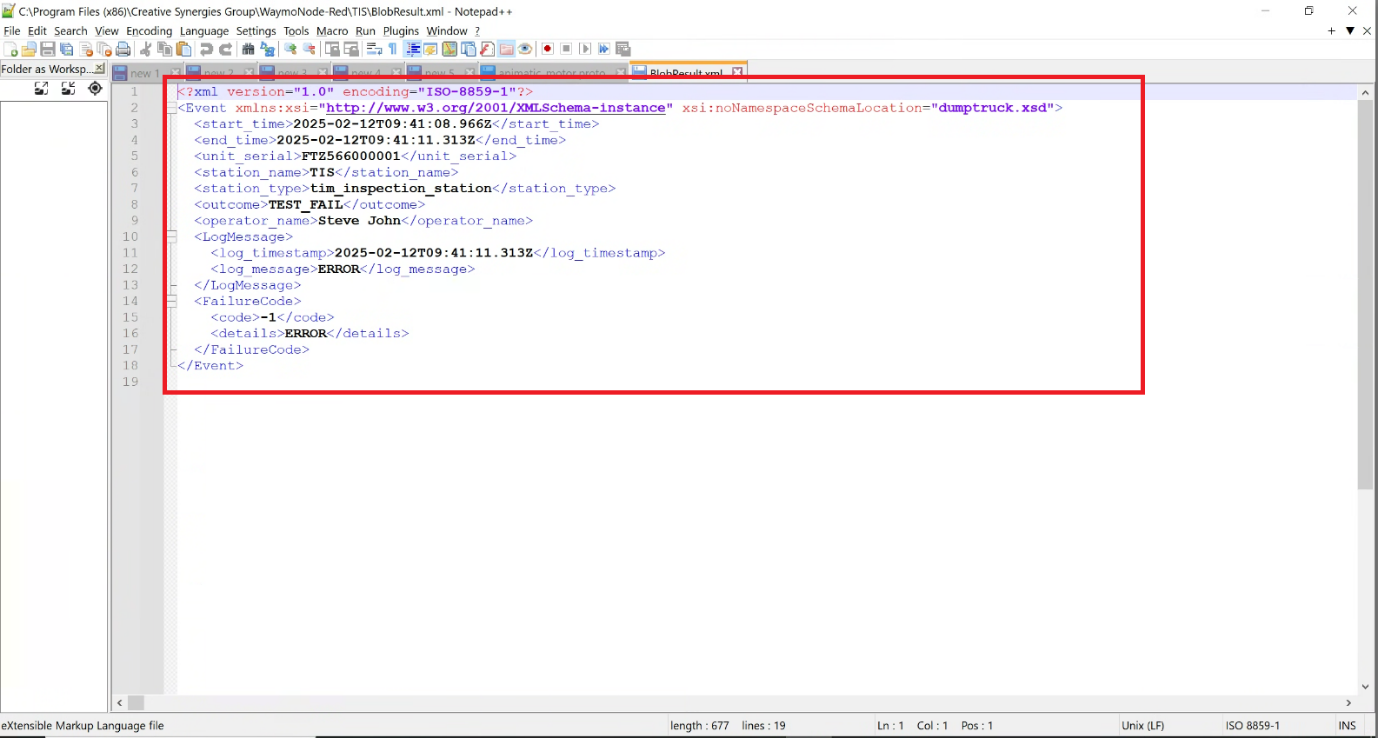 C:\Program Files (x86)\Creative Synergies Group\WaymoNode-Red\TIS\BlobResult.xml - Notepad++
File Edit Search View Encoding Language Settings Tools Macro Run Plugins Window ?
Folder as Worksp...
new 1 new 2 new 3 new 4 new 5 animatic_motor.proto BlobResult.xml
1 <?xml version="1.0" encoding="ISO-8859-1"?>
2 <Event xmlns:xsi="http://www.w3.org/2001/XMLSchema-instance" xsi:noNamespaceSchemaLocation="dumptruck.xsd">
3 <start_time>2025-02-12T09:41:08.966Z</start_time>
4 <end_time>2025-02-12T09:41:11.313Z</end_time>
5 <unit_serial>FTZ566000001</unit_serial>
6 <station_name>TIS</station_name>
7 <station_type>tim_inspection_station</station_type>
8 <outcome>TEST_FAIL</outcome>
9 <operator_name>Steve John</operator_name>
10 <LogMessage>
11 <log_timestamp>2025-02-12T09:41:11.313Z</log_timestamp>
12 <log_message>ERROR</log_message>
13 </LogMessage>
14 <FailureCode>
15 <code>-1</code>
16 <details>ERROR</details>
17 </FailureCode>
18 </Event>
19
eXtensible Markup Language file length : 677 lines : 19 Ln : 1 Col : 1 Pos : 1 Unix (LF) ISO 8859-1 INS